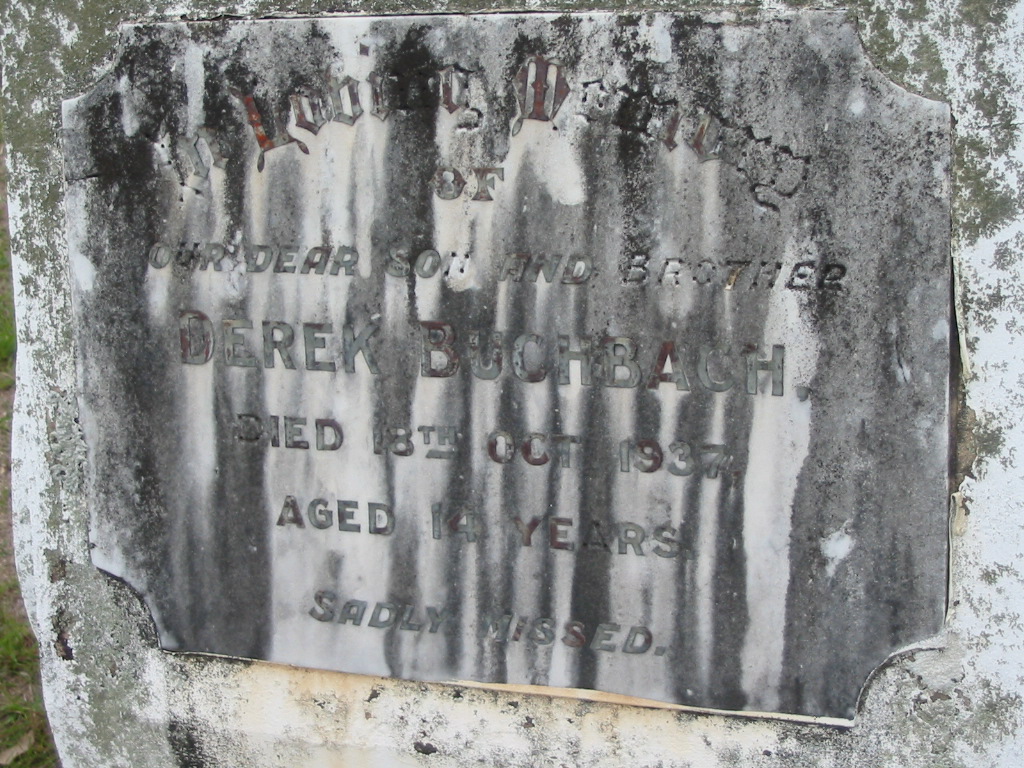 In Loving Memory
OF
OUR DEAR SON AND BROTHER
DEREK BUCHBACH.
DIED 13TH OCT 1937,
AGED 14 YEARS.
SADLY MISSED.